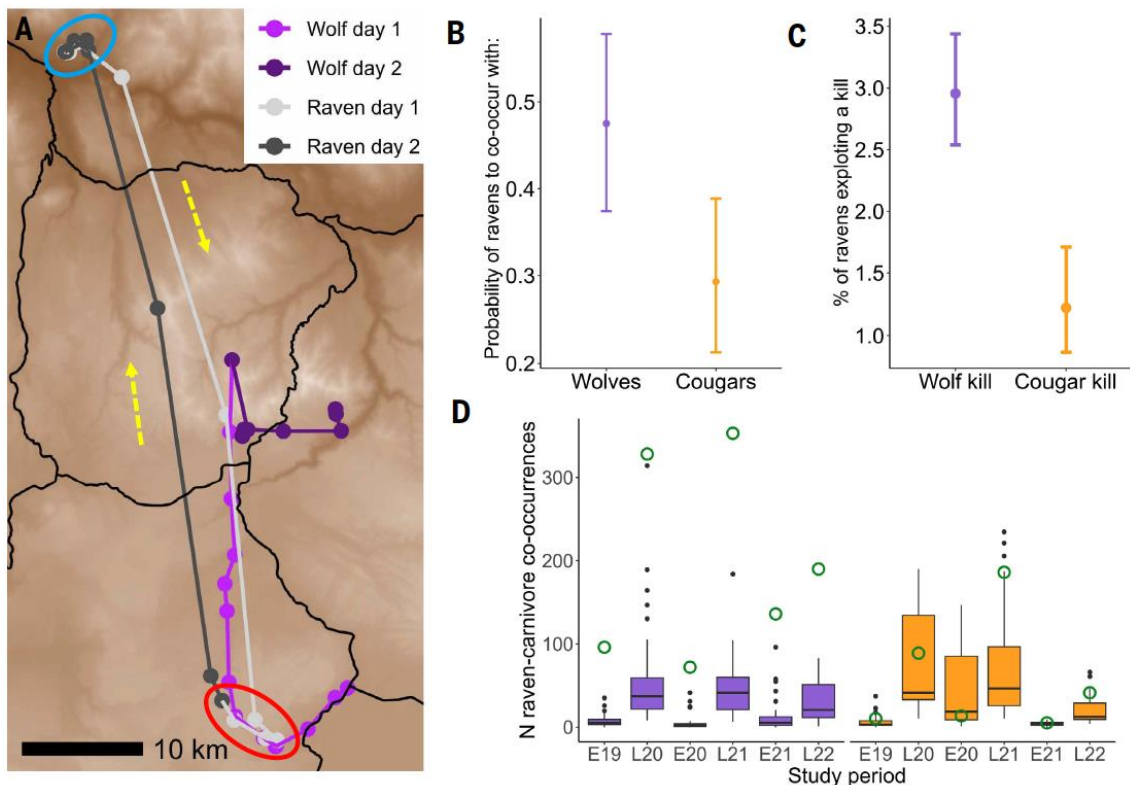 A
Wolf day 1
Wolf day 2
Raven day 1
Raven day 2
10 km
B
Probability of ravens to co-occur with:
0.5
0.4
0.3
0.2
Wolves Cougars
C
% of ravens exploting a kill
3.5
3.0
2.5
2.0
1.5
1.0
Wolf kill Cougar kill
D
N raven-carnivore co-occurrences
300
200
100
0
E19 L20 E20 L21 E21 L22 E19 L20 E20 L21 E21 L22
Study period